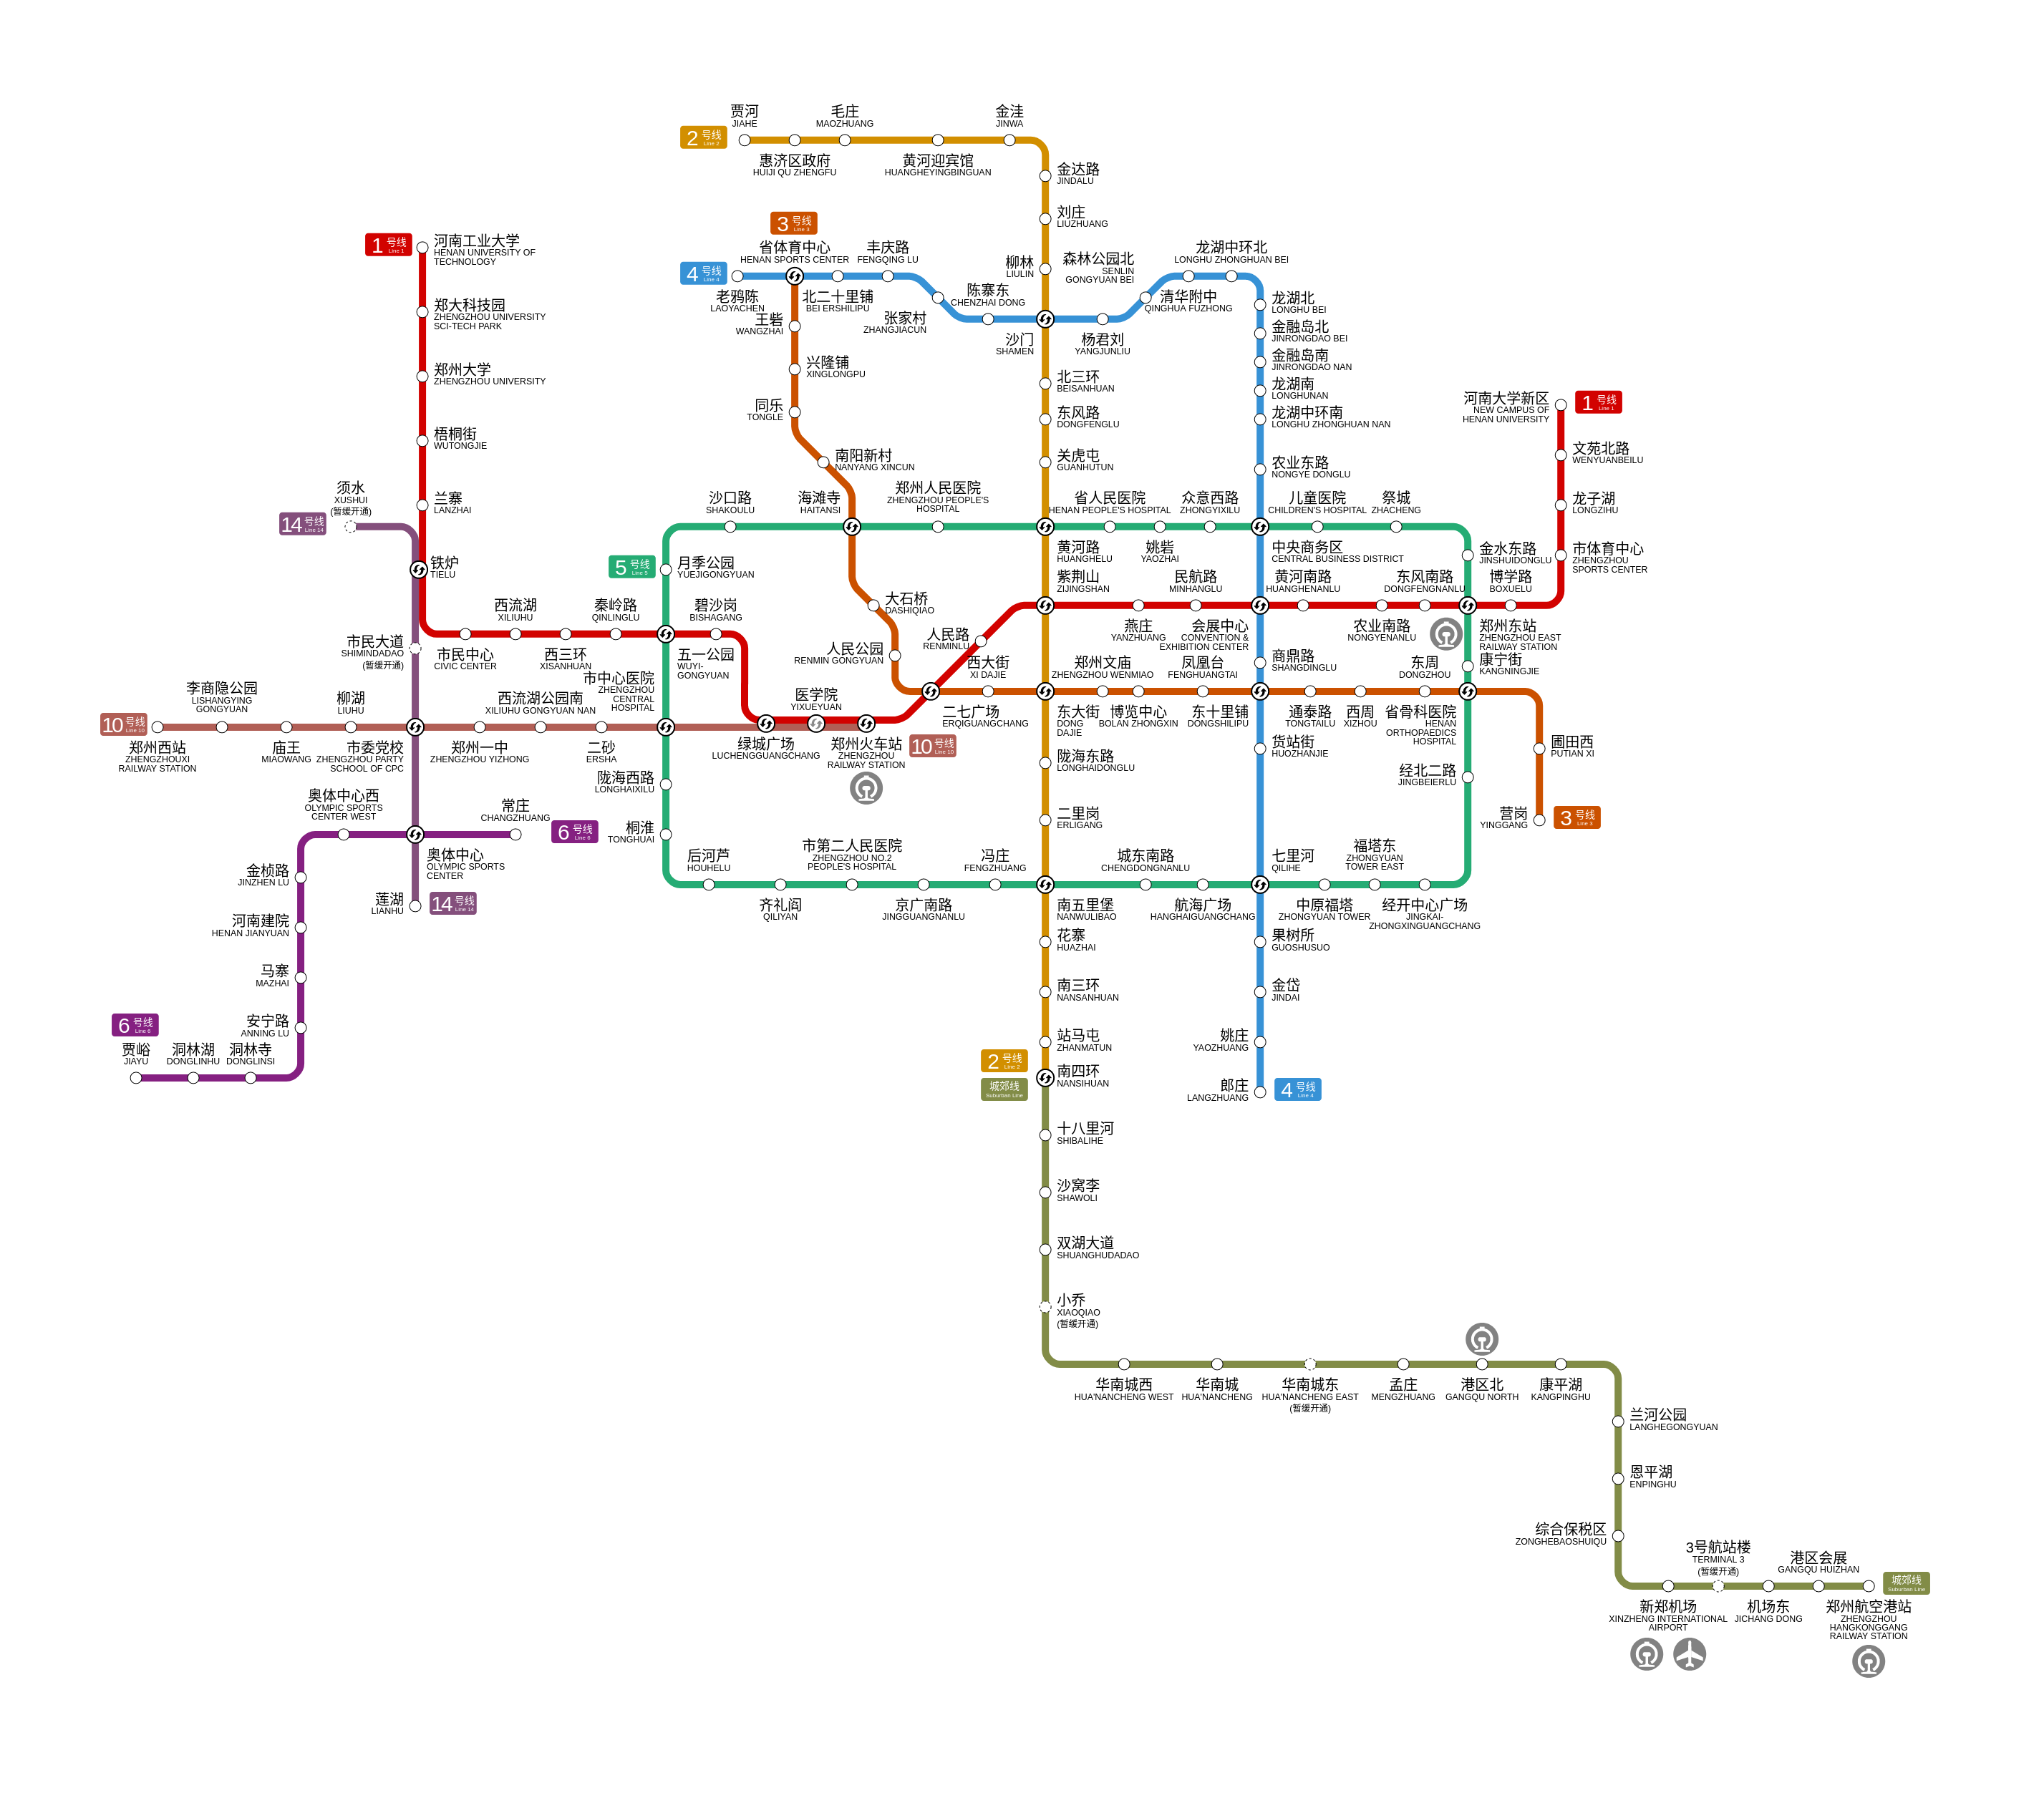 贾河
JIAHE
毛庄
MAOZHUANG
金洼
JINWA
2 号线
Line 2
惠济区政府
HUIJI QU ZHENGFU
黄河迎宾馆
HUANGHEYINGBINGUAN
金达路
JINDALU
刘庄
LIUZHUANG
3 号线
Line 3
1 号线
Line 1
河南工业大学
HENAN UNIVERSITY OF
TECHNOLOGY
省体育中心
HENAN SPORTS CENTER
丰庆路
FENGQING LU
柳林
LIULIN
森林公园北
SENLIN
GONGYUAN BEI
龙湖中环北
LONGHU ZHONGHUAN BEI
4 号线
Line 4
老鸦陈
LAOYACHEN
北二十里铺
BEI ERSHILIPU
陈寨东
CHENZHAI DONG
清华附中
QINGHUA FUZHONG
龙湖北
LONGHU BEI
郑大科技园
ZHENGZHOU UNIVERSITY
SCI-TECH PARK
王砦
WANGZHAI
张家村
ZHANGJIACUN
沙门
SHAMEN
杨君刘
YANGJUNLIU
金融岛北
JINRONGDAO BEI
金融岛南
JINRONGDAO NAN
郑州大学
ZHENGZHOU UNIVERSITY
兴隆铺
XINGLONGPU
北三环
BEISANHUAN
龙湖南
LONGHUNAN
同乐
TONGLE
东风路
DONGFENGLU
龙湖中环南
LONGHU ZHONGHUAN NAN
河南大学新区
NEW CAMPUS OF
HENAN UNIVERSITY
1 号线
Line 1
梧桐街
WUTONGJIE
南阳新村
NANYANG XINCUN
关虎屯
GUANHUTUN
农业东路
NONGYE DONGLU
文苑北路
WENYUANBEILU
须水
XUSHUI
(暂缓开通)
14 号线
Line 14
兰寨
LANZHAI
沙口路
SHAKOULU
海滩寺
HAITANSI
郑州人民医院
ZHENGZHOU PEOPLE'S
HOSPITAL
省人民医院
HENAN PEOPLE'S HOSPITAL
众意西路
ZHONGYIXILU
儿童医院
CHILDREN'S HOSPITAL
祭城
ZHACHENG
龙子湖
LONGZIHU
铁炉
TIELU
5 号线
Line 5
月季公园
YUEJIGONGYUAN
黄河路
HUANGHELU
姚砦
YAOZHAI
中央商务区
CENTRAL BUSINESS DISTRICT
金水东路
JINSHUIDONGLU
市体育中心
ZHENGZHOU
SPORTS CENTER
西流湖
XILIUHU
秦岭路
QINLINGLU
碧沙岗
BISHAGANG
大石桥
DASHIQIAO
紫荆山
ZIJINGSHAN
民航路
MINHANGLU
黄河南路
HUANGHENANLU
东风南路
DONGFENGNANLU
博学路
BOXUELU
市民大道
SHIMINDADAO
(暂缓开通)
市民中心
CIVIC CENTER
西三环
XISANHUAN
五一公园
WUYI-
GONGYUAN
人民公园
RENMIN GONGYUAN
人民路
RENMINLU
燕庄
YANZHUANG
会展中心
CONVENTION &
EXHIBITION CENTER
农业南路
NONGYENANLU
郑州东站
ZHENGZHOU EAST
RAILWAY STATION
市中心医院
ZHENGZHOU
CENTRAL
HOSPITAL
西大街
XI DAJIE
郑州文庙
ZHENGZHOU WENMIAO
凤凰台
FENGHUANGTAI
商鼎路
SHANGDINGLU
东周
DONGZHOU
康宁街
KANGNINGJIE
李商隐公园
LISHANGYING
GONGYUAN
10 号线
Line 10
柳湖
LIUHU
西流湖公园南
XILIUHU GONGYUAN NAN
医学院
YIXUEYUAN
二七广场
ERQIGUANGCHANG
东大街
DONG
DAJIE
博览中心
BOLAN ZHONGXIN
东十里铺
DONGSHILIPU
通泰路
TONGTAILU
西周
XIZHOU
省骨科医院
HENAN
ORTHOPAEDICS
HOSPITAL
郑州西站
ZHENGZHOUXI
RAILWAY STATION
庙王
MIAOWANG
市委党校
ZHENGZHOU PARTY
SCHOOL OF CPC
郑州一中
ZHENGZHOU YIZHONG
二砂
ERSHA
绿城广场
LUCHENGGUANGCHANG
郑州火车站
ZHENGZHOU
RAILWAY STATION
10 号线
Line 10
陇海东路
LONGHAIDONGLU
货站街
HUOZHANJIE
圃田西
PUTIAN XI
陇海西路
LONGHAIXILU
经北二路
JINGBEIERLU
奥体中心西
OLYMPIC SPORTS
CENTER WEST
常庄
CHANGZHUANG
6 号线
Line 6
桐淮
TONGHUAI
二里岗
ERLIGANG
营岗
YINGGANG
3 号线
Line 3
奥体中心
OLYMPIC SPORTS
CENTER
后河芦
HOUHELU
市第二人民医院
ZHENGZHOU NO.2
PEOPLE'S HOSPITAL
冯庄
FENGZHUANG
城东南路
CHENGDONGNANLU
七里河
QILIHE
福塔东
ZHONGYUAN
TOWER EAST
金桢路
JINZHEN LU
莲湖
LIANHU
14 号线
Line 14
齐礼阎
QILIYAN
京广南路
JINGGUANGNANLU
南五里堡
NANWULIBAO
航海广场
HANGHAIGUANGCHANG
中原福塔
ZHONGYUAN TOWER
经开中心广场
JINGKAI-
ZHONGXINGUANGCHANG
河南建院
HENAN JIANYUAN
花寨
HUAZHAI
果树所
GUOSHUSUO
马寨
MAZHAI
南三环
NANSANHUAN
金岱
JINDAI
6 号线
Line 6
安宁路
ANNING LU
站马屯
ZHANMATUN
姚庄
YAOZHUANG
贾峪
JIAYU
洞林湖
DONGLINHU
洞林寺
DONGLINSI
2 号线
Line 2
城郊线
Suburban Line
南四环
NANSIHUAN
郎庄
LANGZHUANG
4 号线
Line 4
十八里河
SHIBALIHE
沙窝李
SHAWOLI
双湖大道
SHUANGHUDADAO
小乔
XIAOQIAO
(暂缓开通)
华南城西
HUA'NANCHENG WEST
华南城
HUA'NANCHENG
华南城东
HUA'NANCHENG EAST
(暂缓开通)
孟庄
MENGZHUANG
港区北
GANGQU NORTH
康平湖
KANGPINGHU
兰河公园
LANGHEGONGYUAN
恩平湖
ENPINGHU
综合保税区
ZONGHEBAOSHUIQU
3号航站楼
TERMINAL 3
(暂缓开通)
港区会展
GANGQU HUIZHAN
城郊线
Suburban Line
新郑机场
XINZHENG INTERNATIONAL
AIRPORT
机场东
JICHANG DONG
郑州航空港站
ZHENGZHOU
HANGKONGGANG
RAILWAY STATION